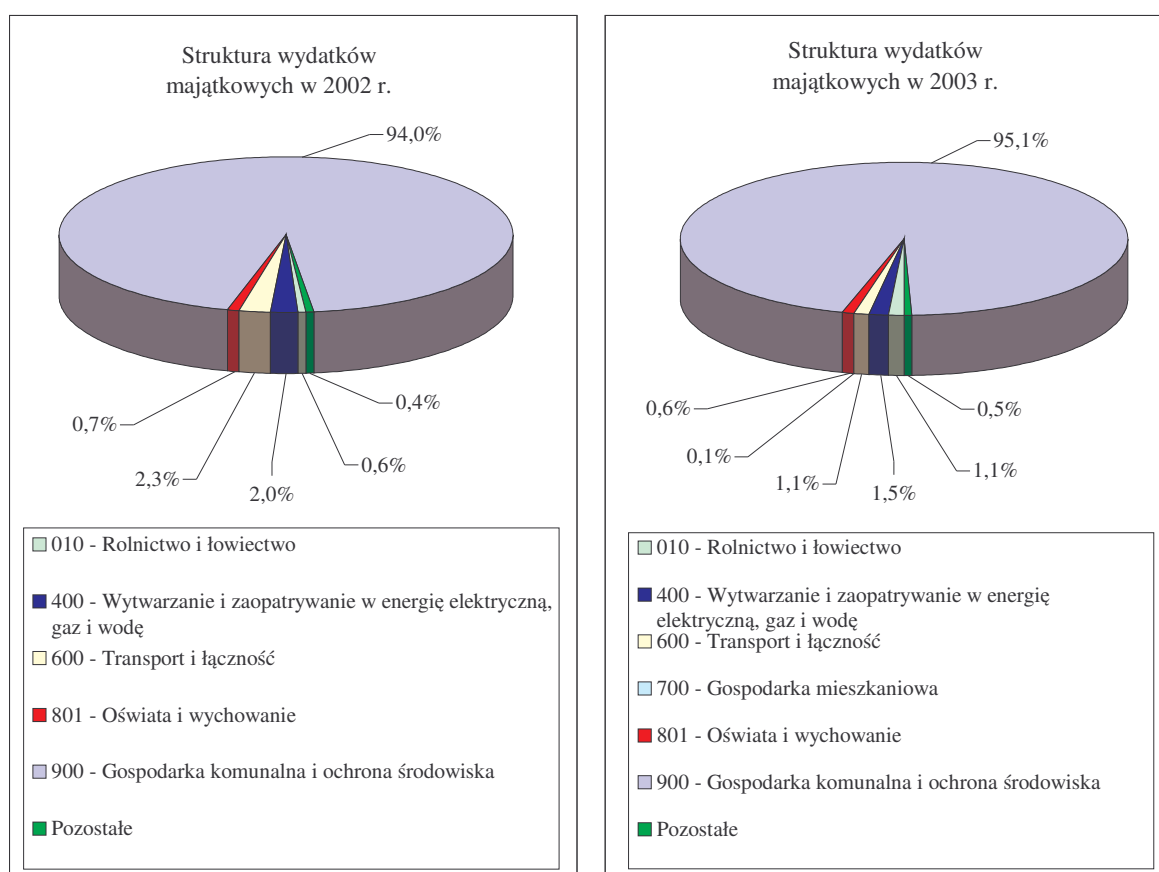 Struktura wydatków
majątkowych w 2002 r.
94,0%
0,7%
2,3%
2,0%
0,6%
0,4%
010 - Rolnictwo i łowiectwo
400 - Wytwarzanie i zaopatrywanie w energię elektryczną,
gaz i wodę
600 - Transport i łączność
801 - Oświata i wychowanie
900 - Gospodarka komunalna i ochrona środowiska
Pozostałe
Struktura wydatków
majątkowych w 2003 r.
95,1%
0,6%
0,1%
1,1%
1,5%
1,1%
0,5%
010 - Rolnictwo i łowiectwo
400 - Wytwarzanie i zaopatrywanie w energię
elektryczną, gaz i wodę
600 - Transport i łączność
700 - Gospodarka mieszkaniowa
801 - Oświata i wychowanie
900 - Gospodarka komunalna i ochrona środowiska
Pozostałe